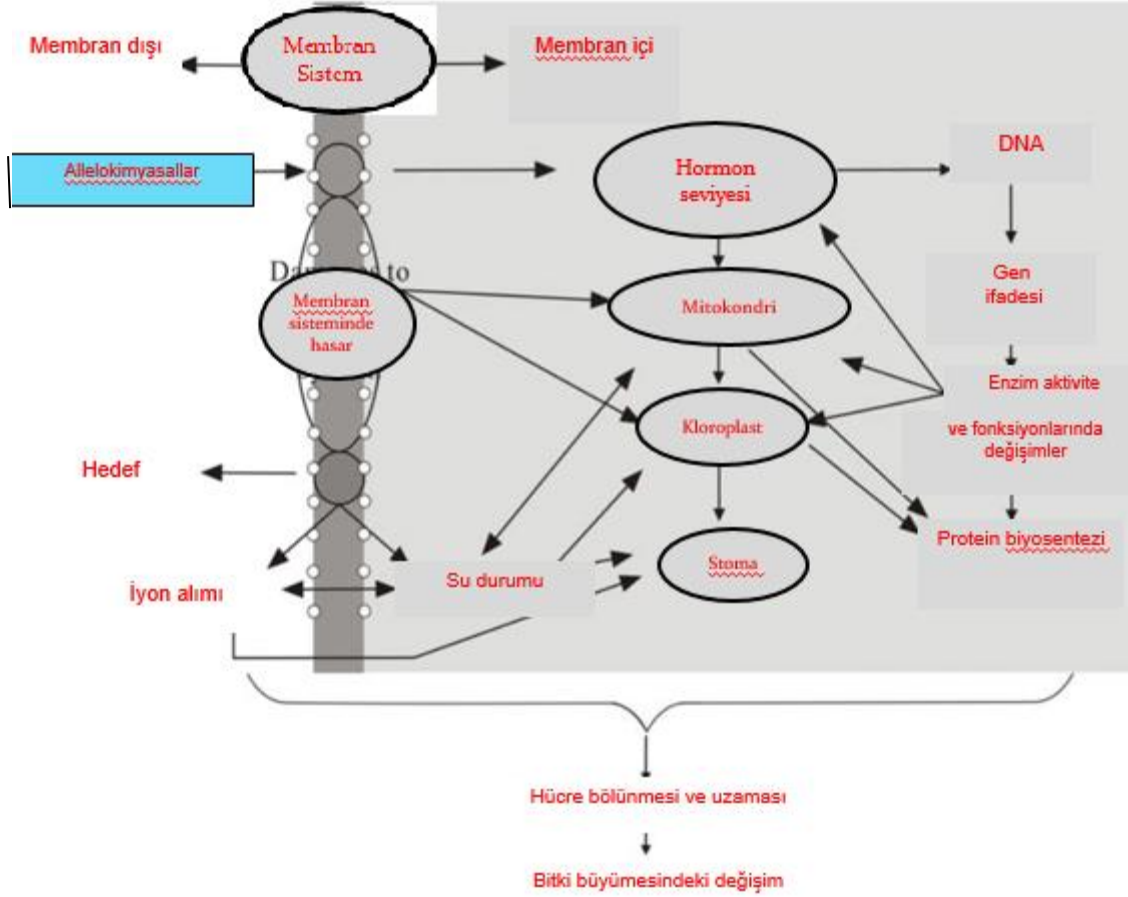 Membran dışı
Membran
Sistem
Membran içi
Allelokimyasallar
Hormon
seviyesi
DNA
to
Membran
sisteminde
hasar
Mitokondri
Gen
ifadesi
Kloroplast
Enzim aktivite
ve fonksiyonlarında
değişimler
Hedef
Protein biyosentezi
Stoma
Su durumu
İyon alımı
Hücre bölünmesi ve uzaması
Bitki büyümesindeki değişim